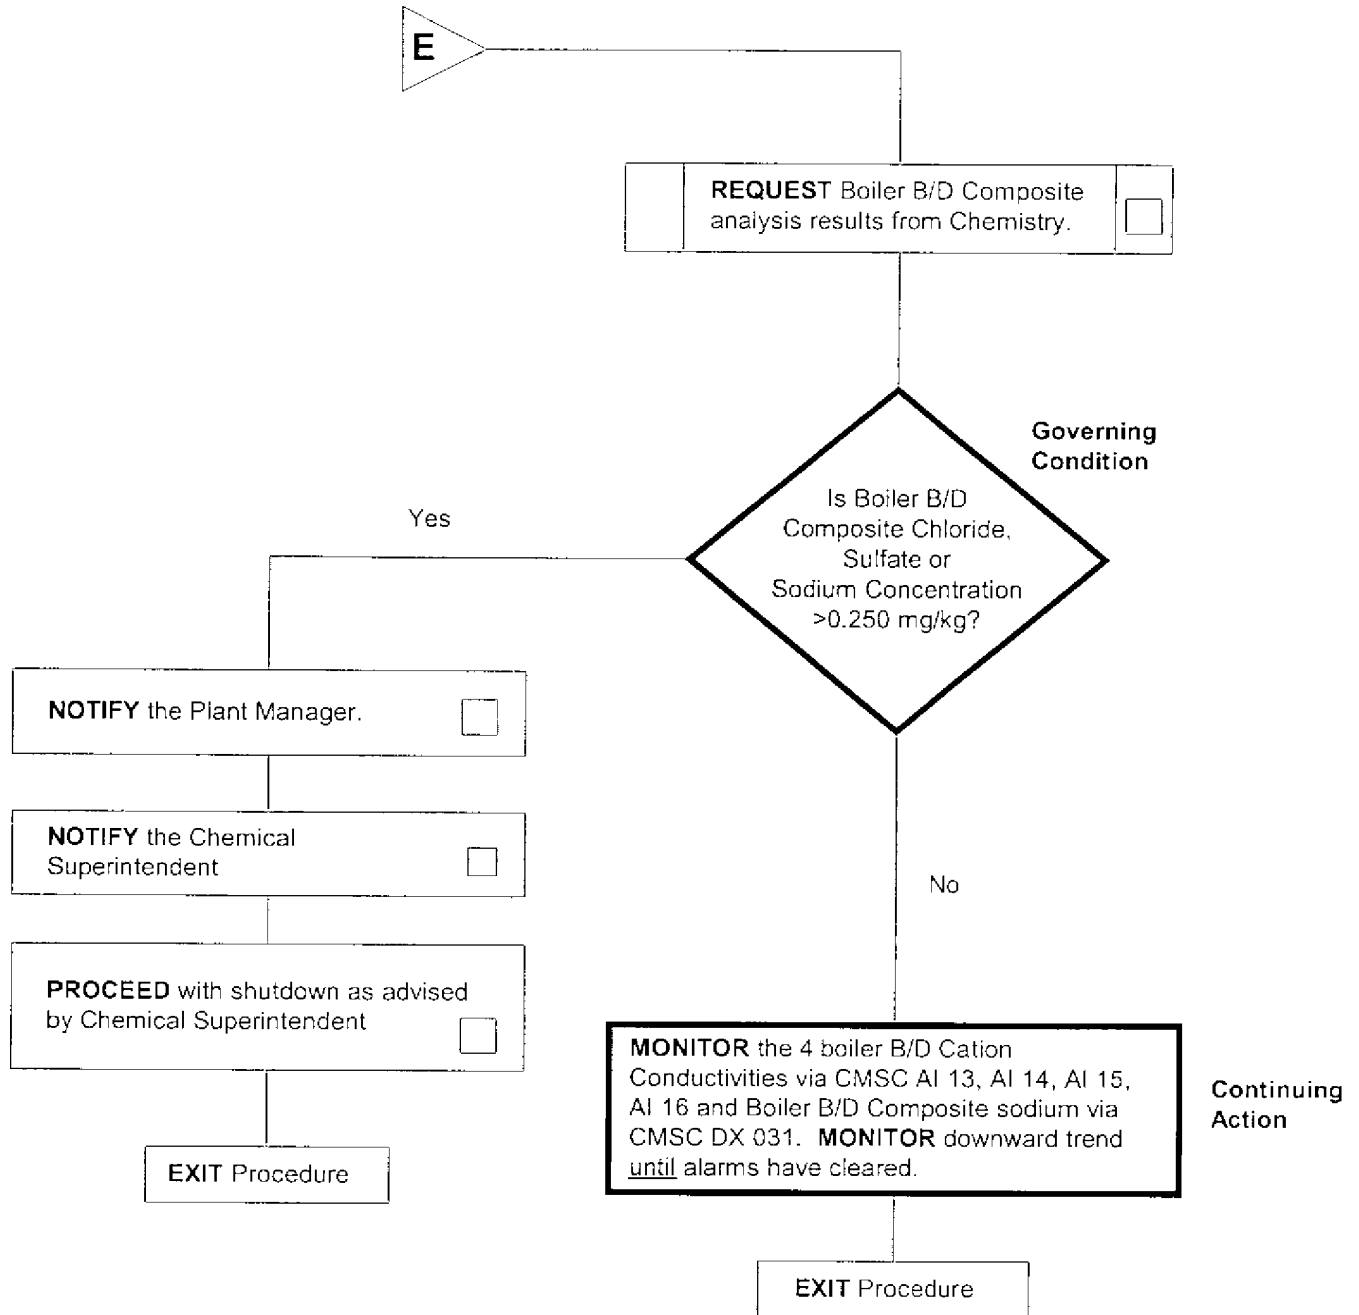 E
REQUEST Boiler B/D Composite
analysis results from Chemistry.
Governing
Condition
Is Boiler B/D
Composite Chloride,
Sulfate or
Sodium Concentration
>0.250 mg/kg?
Yes
NOTIFY the Plant Manager.
NOTIFY the Chemical
Superintendent
No
PROCEED with shutdown as advised
by Chemical Superintendent
MONITOR the 4 boiler B/D Cation
Conductivities via CMSC AI 13, AI 14, AI 15,
AI 16 and Boiler B/D Composite sodium via
CMSC DX 031. MONITOR downward trend
until alarms have cleared.
Continuing
Action
EXIT Procedure
EXIT Procedure